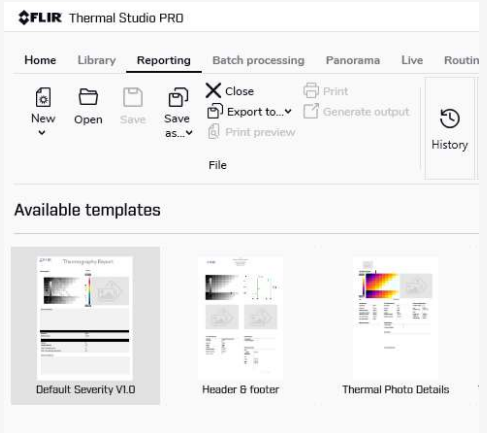 FLIR Thermal Studio PRO
Home Library Reporting Batch processing Panorama Live Routin
New Open Save Save as... Close Export to... Print preview Print Generate output History
File
Available templates
Thermography Report
Default Severity V1.0 Header & footer Thermal Photo Details